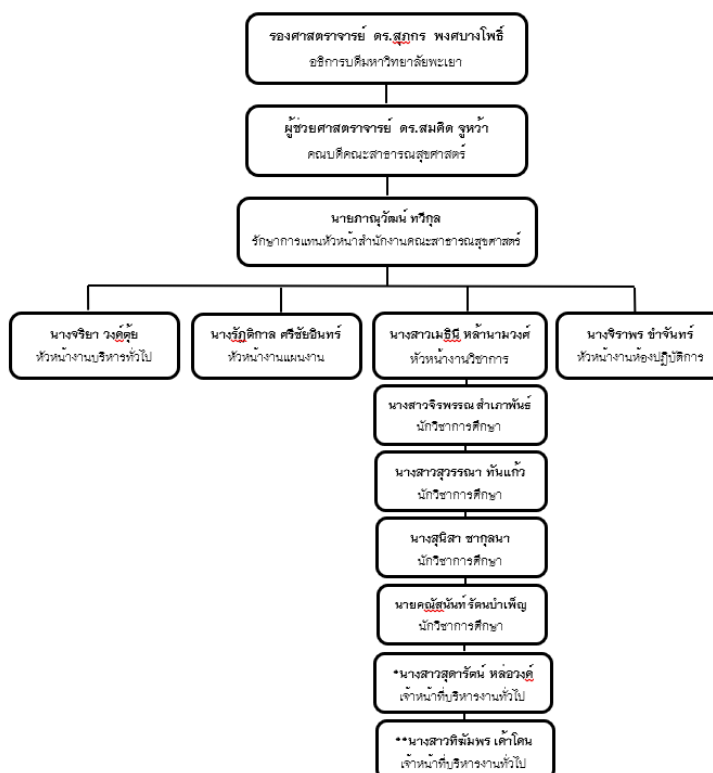 รองศาสตราจารย์ ดร.สุภกร พงศบางโพธิ์
อธิการบดีมหาวิทยาลัยพะเยา
ผู้ช่วยศาสตราจารย์ ดร.สมคิด จูหว้า
คณบดีคณะสาธารณสุขศาสตร์
นายภาณุวัฒน์ ทวีกุล
รักษาการแทนหัวหน้าสำนักงานคณะสาธารณสุขศาสตร์
นางจริยา วงค์ตุ้ย
หัวหน้างานบริหารทั่วไป
นางรัฎติกาล ศรีชัยอินทร์
หัวหน้างานแผนงาน
นางสาวเมธินี หล้านามวงศ์
หัวหน้างานวิชาการ
นางจิราพร ขำจันทร์
หัวหน้างานห้องปฏิบัติการ
นางสาวจิรพรรณ สำเภาพันธ์
นักวิชาการศึกษา
นางสาวสุวรรณา ทันแก้ว
นักวิชาการศึกษา
นางสุนิสา ชากุลนา
นักวิชาการศึกษา
นายคณัสนันท์ รัตนบำเพ็ญ
นักวิชาการศึกษา
*นางสาวสุดารัตน์ หล่อวงค์
เจ้าหน้าที่บริหารงานทั่วไป
**นางสาวทิฆัมพร เค้าโคน
เจ้าหน้าที่บริหารงานทั่วไป